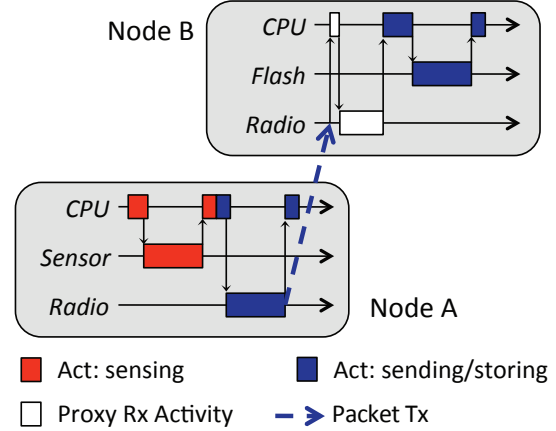 Node B
CPU
Flash
Radio
CPU
Sensor
Radio
Node A
Act: sensing
Act: sending/storing
Proxy Rx Activity
Packet Tx